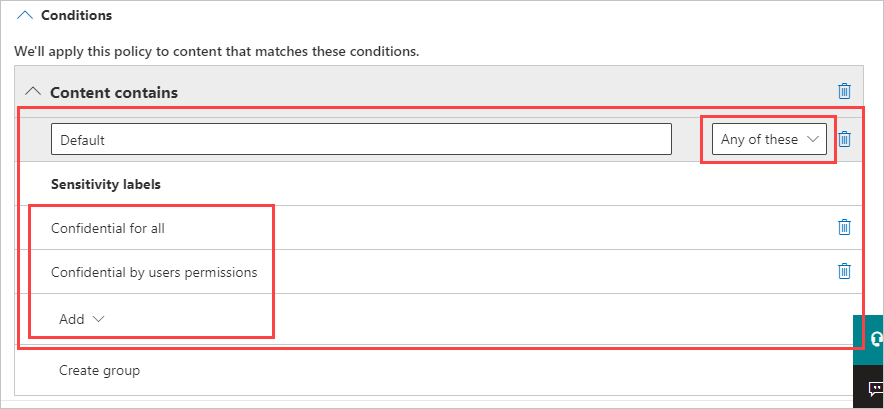 Conditions
We'll apply this policy to content that matches these conditions.
Content contains
Default
Any of these
Sensitivity labels
Confidential for all
Confidential by users permissions
Add
Create group